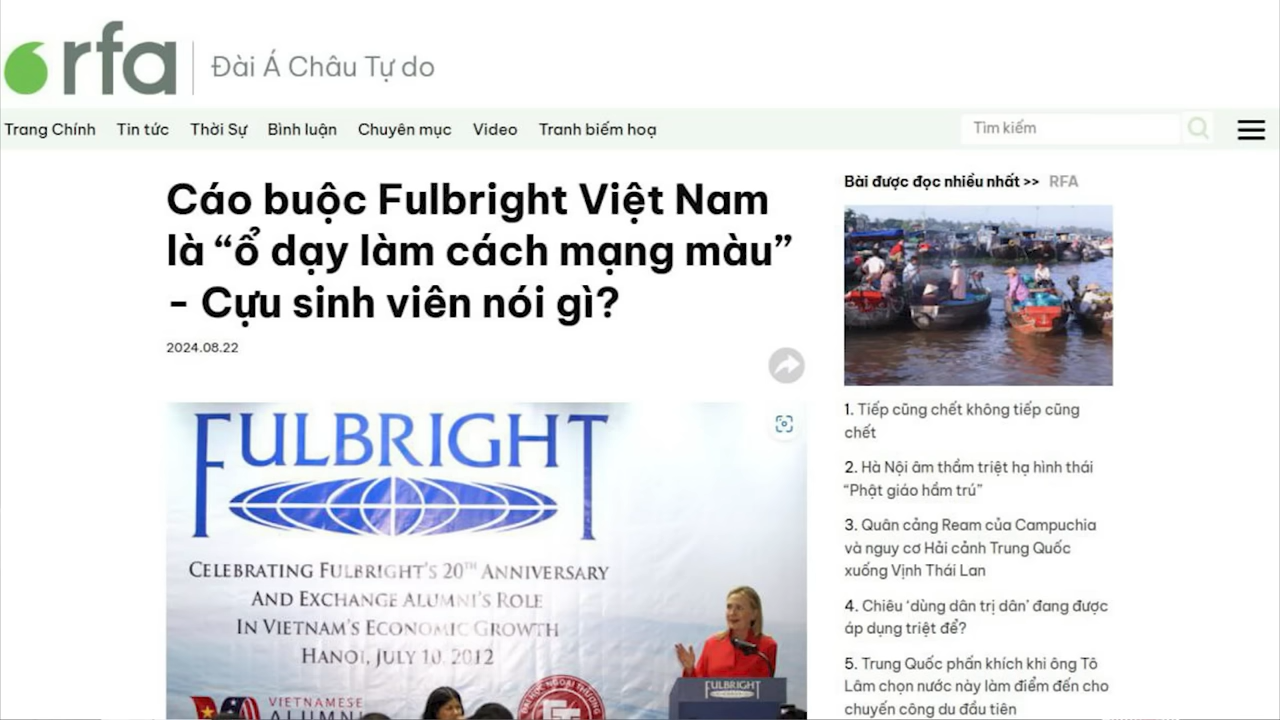 rfa
Đài Á Châu Tự do
Trang Chính
Tin tức
Thời Sự
Bình luận
Chuyên mục
Video
Tranh biếm hoạ
Tìm kiếm
Cáo buộc Fulbright Việt Nam
là “ổ dạy làm cách mạng màu”
- Cựu sinh viên nói gì?
2024.08.22
FULBRIGHT
CELEBRATING FULBRIGHT'S 20TH ANNIVERSARY
AND EXCHANGE ALUMNI'S ROLE
IN VIETNAM'S ECONOMIC GROWTH
HANOI, JULY 10, 2012
VIETNAMESE
ALUMNI
ĐẠI HỌC NGOẠI THƯƠNG
FULBRIGHT
Bài được đọc nhiều nhất >> RFA
1. Tiếp cũng chết không tiếp cũng
chết
2. Hà Nội âm thầm triệt hạ hình thái
“Phật giáo hầm trú”
3. Quân cảng Ream của Campuchia
và nguy cơ Hải cảnh Trung Quốc
xuống Vịnh Thái Lan
4. Chiêu ‘dùng dân trị dân’ đang được
áp dụng triệt để?
5. Trung Quốc phấn khích khi ông Tô
Lâm chọn nước này làm điểm đến cho
chuyến công du đầu tiên